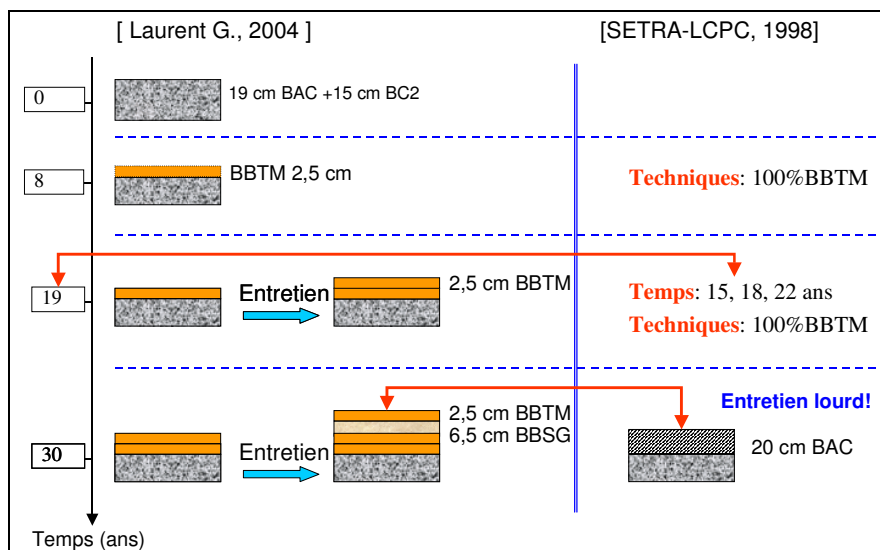 [ Laurent G., 2004 ]
[SETRA-LCPC, 1998]
0
19 cm BAC +15 cm BC2
8
BBTM 2,5 cm
Techniques: 100%BBTM
19
Entretien
2,5 cm BBTM
Temps: 15, 18, 22 ans
Techniques: 100%BBTM
30
Entretien
2,5 cm BBTM
6,5 cm BBSG
Entretien lourd!
20 cm BAC
Temps (ans)